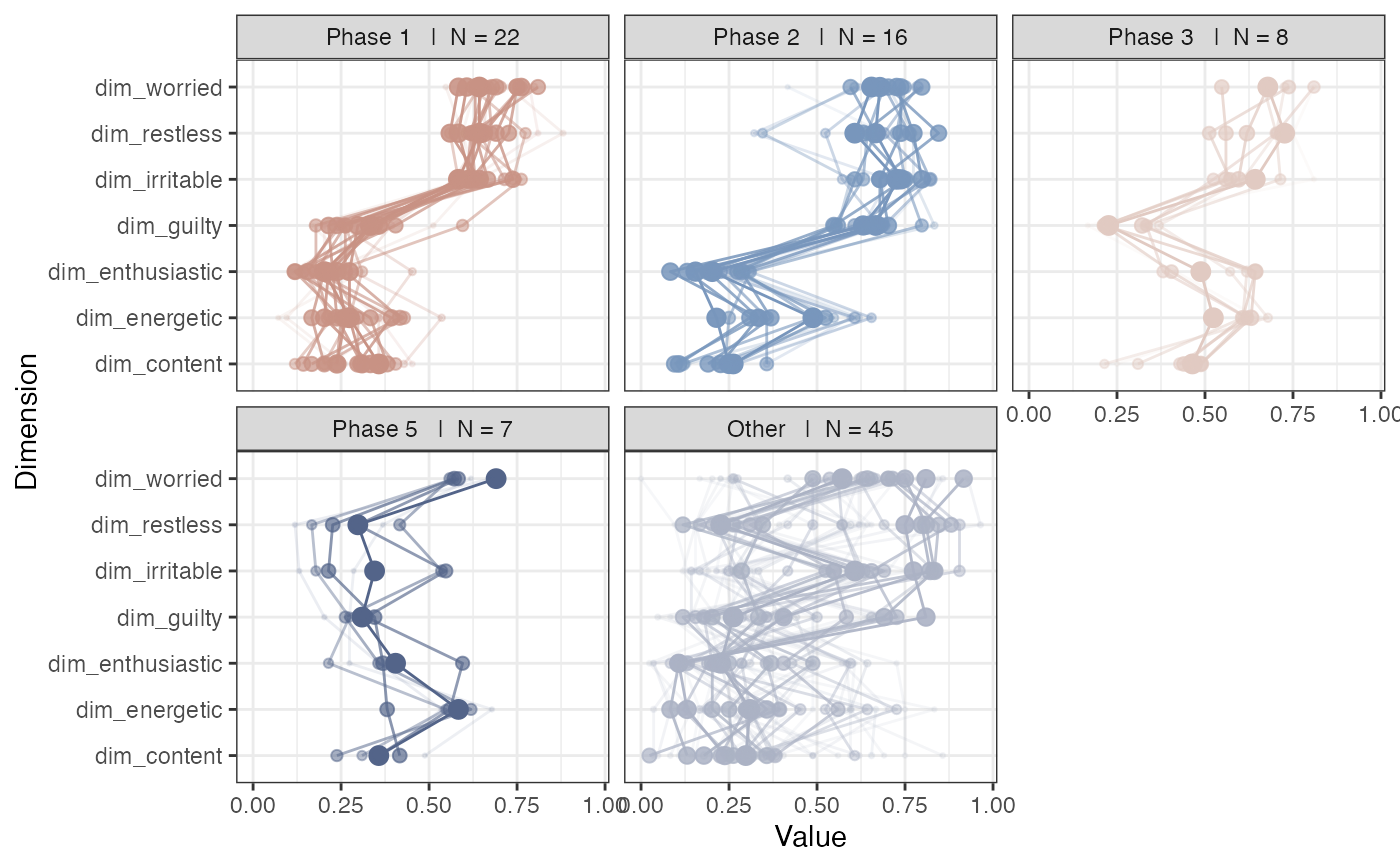 Phase 1 | N = 22
Phase 2 | N = 16
Phase 3 | N = 8
dim_worried
dim_restless
dim_irritable
dim_guilty
dim_enthusiastic
dim_energetic
dim_content
0.00 0.25 0.50 0.75 1.00
Dimension
Phase 5 | N = 7
Other | N = 45
dim_worried
dim_restless
dim_irritable
dim_guilty
dim_enthusiastic
dim_energetic
dim_content
0.00 0.25 0.50 0.75 1.00
0.00 0.25 0.50 0.75 1.00
Value